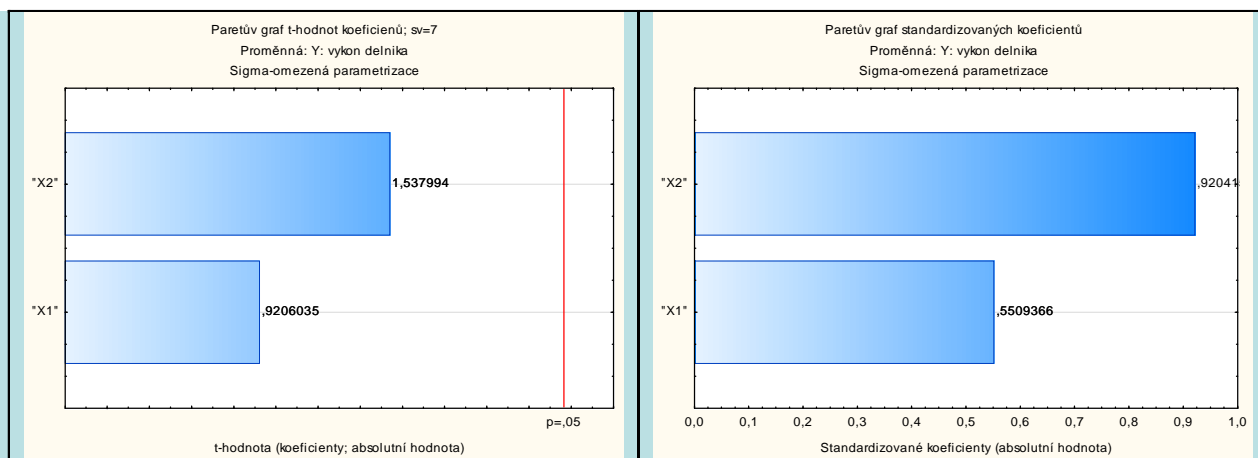 Paretův graf t-hodnot koeficienů; sv=7
Proměnná: Y: vykon delnika
Sigma-omezená parametrizace
"X2"
1,537994
"X1"
,9206035
p=,05
t-hodnota (koeficienty; absolutní hodnota)
Paretův graf standardizovaných koeficientů
Proměnná: Y: vykon delnika
Sigma-omezená parametrizace
"X2"
,92041
"X1"
,5509366
0,0 0,1 0,2 0,3 0,4 0,5 0,6 0,7 0,8 0,9 1,0
Standardizované koeficienty (absolutní hodnota)